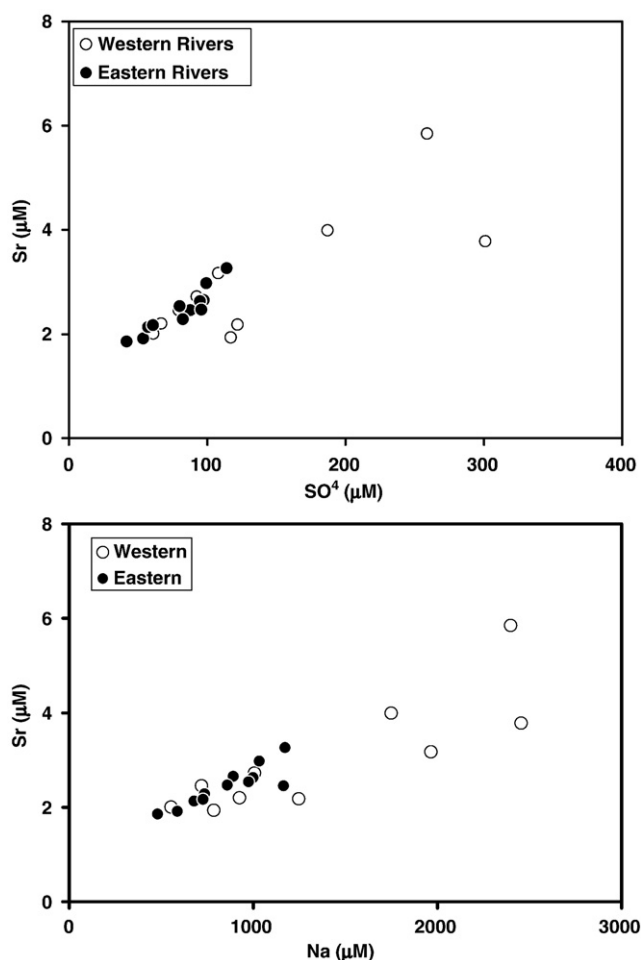 8
Western Rivers
Eastern Rivers
6
Sr (μM)
4
2
0
0 100 200 300 400
SO⁴ (μM)
8
Western
Eastern
6
Sr (μM)
4
2
0
0 1000 2000 3000
Na (μM)